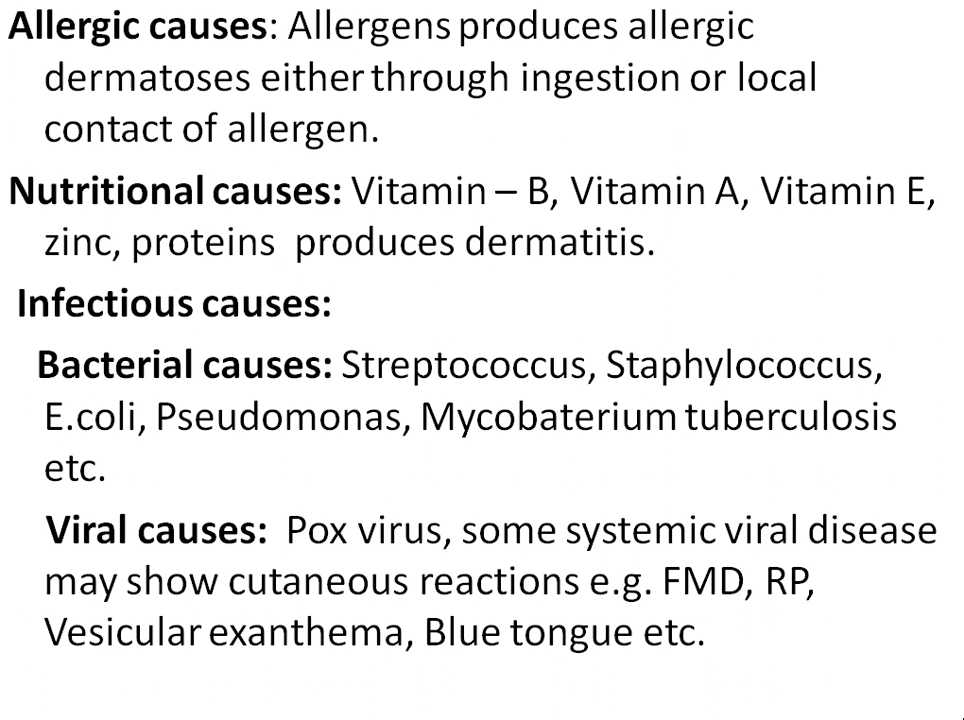 Allergic causes: Allergens produces allergic
dermatoses either through ingestion or local
contact of allergen.
Nutritional causes: Vitamin – B, Vitamin A, Vitamin E,
zinc, proteins produces dermatitis.
Infectious causes:
Bacterial causes: Streptococcus, Staphylococcus,
E.coli, Pseudomonas, Mycobaterium tuberculosis
etc.
Viral causes: Pox virus, some systemic viral disease
may show cutaneous reactions e.g. FMD, RP,
Vesicular exanthema, Blue tongue etc.